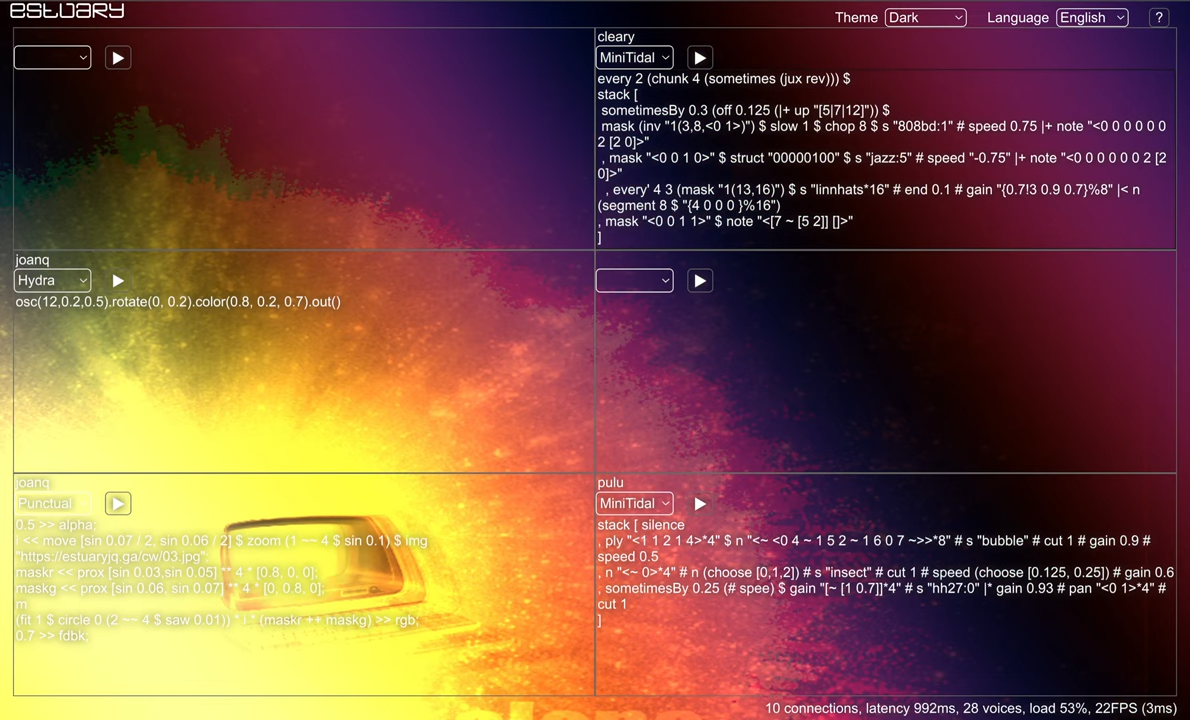 estuary
Theme Dark Language English ?
cleary
MiniTidal
every 2 (chunk 4 (sometimes (jux rev))) $
stack [
sometimesBy 0.3 (off 0.125 (|+ up "[5|7|12]")) $
mask (inv "1(3,8,<0 1>)") $ slow 1 $ chop 8 $ s "808bd:1" # speed 0.75 |+ note "<0 0 0 0 0 0
2 [2 0]>"
, mask "<0 0 1 0>" $ struct "00000100" $ s "jazz:5" # speed "-0.75" |+ note "<0 0 0 0 0 0 2 [2
0]>"
, every' 4 3 (mask "1(13,16)") $ s "linnhats*16" # end 0.1 # gain "{0.7!3 0.9 0.7}%8" |< n
(segment 8 $ "{4 0 0 0 }%16")
, mask "<0 0 1 1>" $ note "<[7 ~ [5 2]] []>"
]
joanq
Hydra
osc(12,0.2,0.5).rotate(0, 0.2).color(0.8, 0.2, 0.7).out()
joanq
Punctual
0.5 >> alpha;
i << move [sin 0.07 / 2, sin 0.06 / 2] $ zoom (1 ~~ 4 $ sin 0.1) $ img
"https://estuaryjq.ga/cw/03.jpg";
maskr << prox [sin 0.03,sin 0.05] ** 4 * [0.8, 0, 0];
maskg << prox [sin 0.06, sin 0.07] ** 4 * [0, 0.8, 0];
m
(fit 1 $ circle 0 (2 ~~ 4 $ saw 0.01)) * i * (maskr ++ maskg) >> rgb;
0.7 >> fdbk;
pulu
MiniTidal
stack [ silence
, ply "<1 1 2 1 4>*4" $ n "<~ <0 4 ~ 1 5 2 ~ 1 6 0 7 ~>>*8" # s "bubble" # cut 1 # gain 0.9 #
speed 0.5
, n "<~ 0>*4" # n (choose [0,1,2]) # s "insect" # cut 1 # speed (choose [0.125, 0.25]) # gain 0.6
, sometimesBy 0.25 (# spee) $ gain "[~ [1 0.7]]*4" # s "hh27:0" |* gain 0.93 # pan "<0 1>*4" #
cut 1
]
10 connections, latency 992ms, 28 voices, load 53%, 22FPS (3ms)